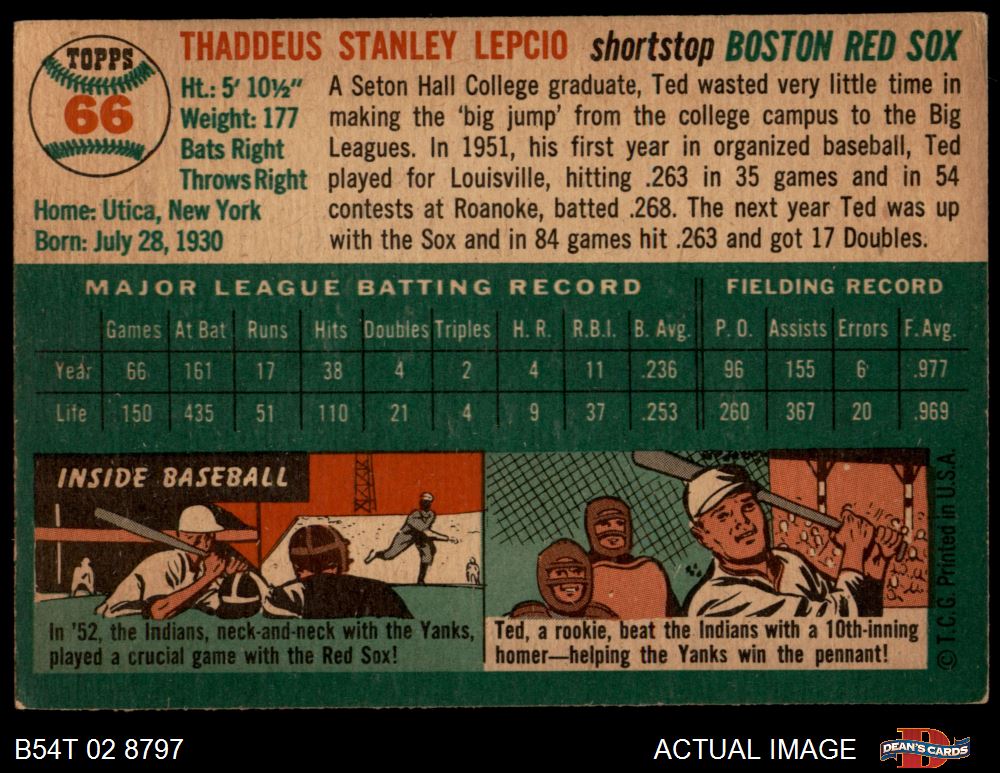 TOPPS
66
THADDEUS STANLEY LEPCIO shortstop BOSTON RED SOX
Ht.: 5' 10½"
Weight: 177
Bats Right
Throws Right
Home: Utica, New York
Born: July 28, 1930
A Seton Hall College graduate, Ted wasted very little time in
making the 'big jump' from the college campus to the Big
Leagues. In 1951, his first year in organized baseball, Ted
played for Louisville, hitting .263 in 35 games and in 54
contests at Roanoke, batted .268. The next year Ted was up
with the Sox and in 84 games hit .263 and got 17 Doubles.
MAJOR LEAGUE BATTING RECORD FIELDING RECORD
Games At Bat Runs Hits Doubles Triples H. R. R.B.I. B. Avg. P. O. Assists Errors F. Avg.
Year 66 161 17 38 4 2 4 11 .236 96 155 6 .977
Life 150 435 51 110 21 4 9 37 .253 260 367 20 .969
INSIDE BASEBALL
In '52, the Indians, neck-and-neck with the Yanks,
played a crucial game with the Red Sox!
Ted, a rookie, beat the Indians with a 10th-inning
homer—helping the Yanks win the pennant!
© T.C.G. Printed in U.S.A.
B54T 02 8797
ACTUAL IMAGE
DEAN'S CARDS